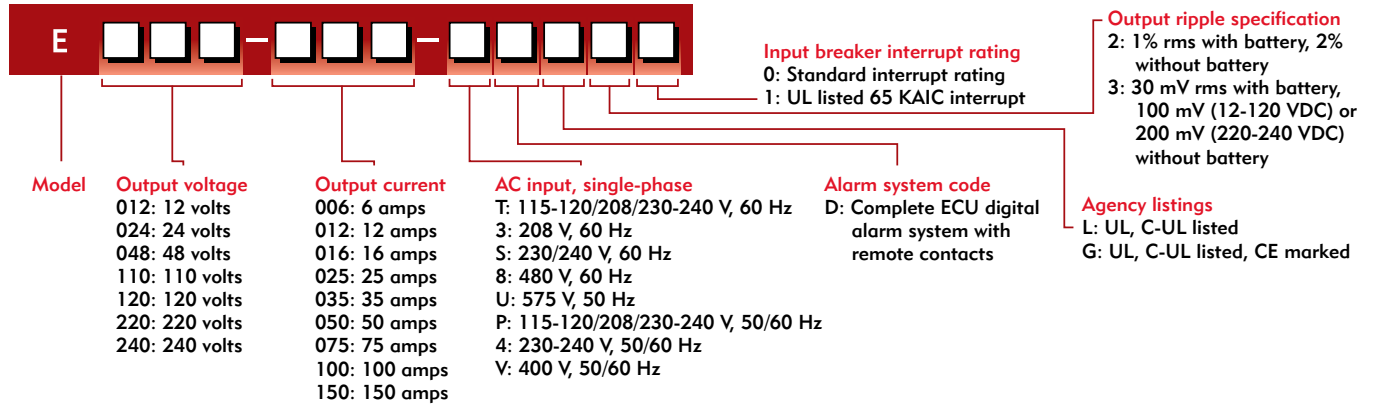 E – –
Model
Output voltage
012: 12 volts
024: 24 volts
048: 48 volts
110: 110 volts
120: 120 volts
220: 220 volts
240: 240 volts
Output current
006: 6 amps
012: 12 amps
016: 16 amps
025: 25 amps
035: 35 amps
050: 50 amps
075: 75 amps
100: 100 amps
150: 150 amps
AC input, single-phase
T: 115-120/208/230-240 V, 60 Hz
3: 208 V, 60 Hz
S: 230/240 V, 60 Hz
8: 480 V, 60 Hz
U: 575 V, 50 Hz
P: 115-120/208/230-240 V, 50/60 Hz
4: 230-240 V, 50/60 Hz
V: 400 V, 50/60 Hz
Alarm system code
D: Complete ECU digital
alarm system with
remote contacts
Agency listings
L: UL, C-UL listed
G: UL, C-UL listed, CE marked
Output ripple specification
2: 1% rms with battery, 2%
without battery
3: 30 mV rms with battery,
100 mV (12-120 VDC) or
200 mV (220-240 VDC)
without battery
Input breaker interrupt rating
0: Standard interrupt rating
1: UL listed 65 KAIC interrupt